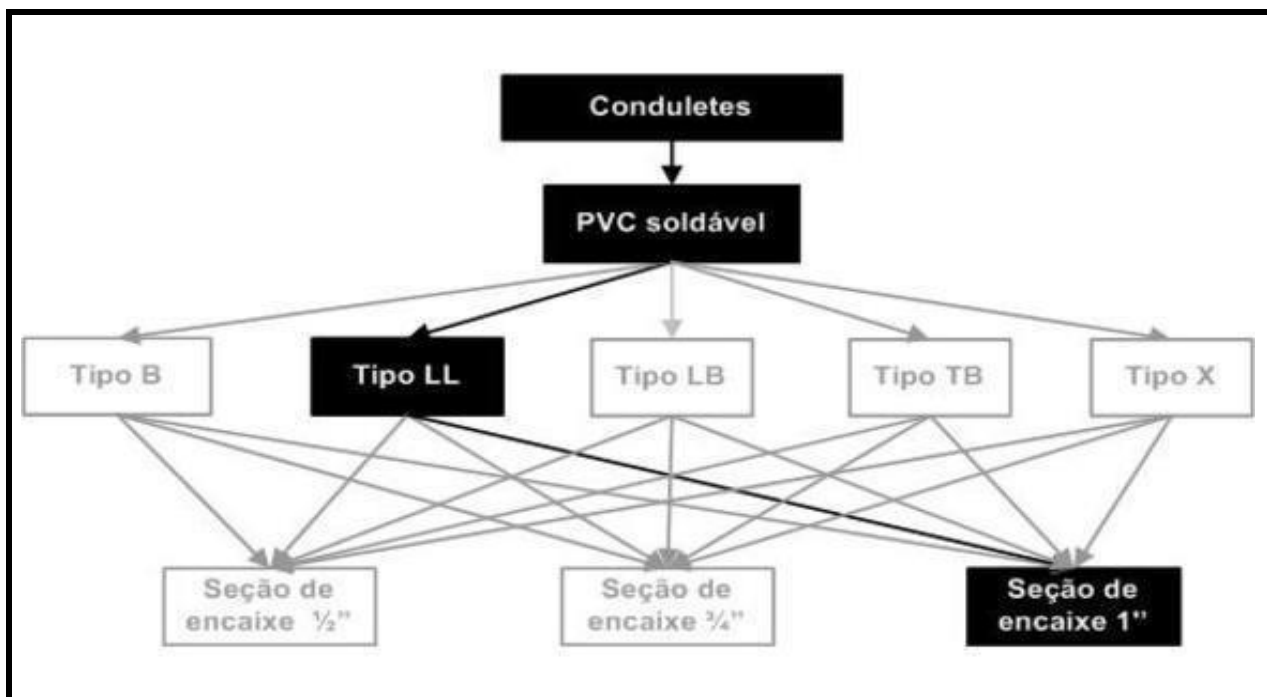 Conduletes
PVC soldável
Tipo B
Tipo LL
Tipo LB
Tipo TB
Tipo X
Seção de
encaixe ½”
Seção de
encaixe ¾”
Seção de
encaixe 1”